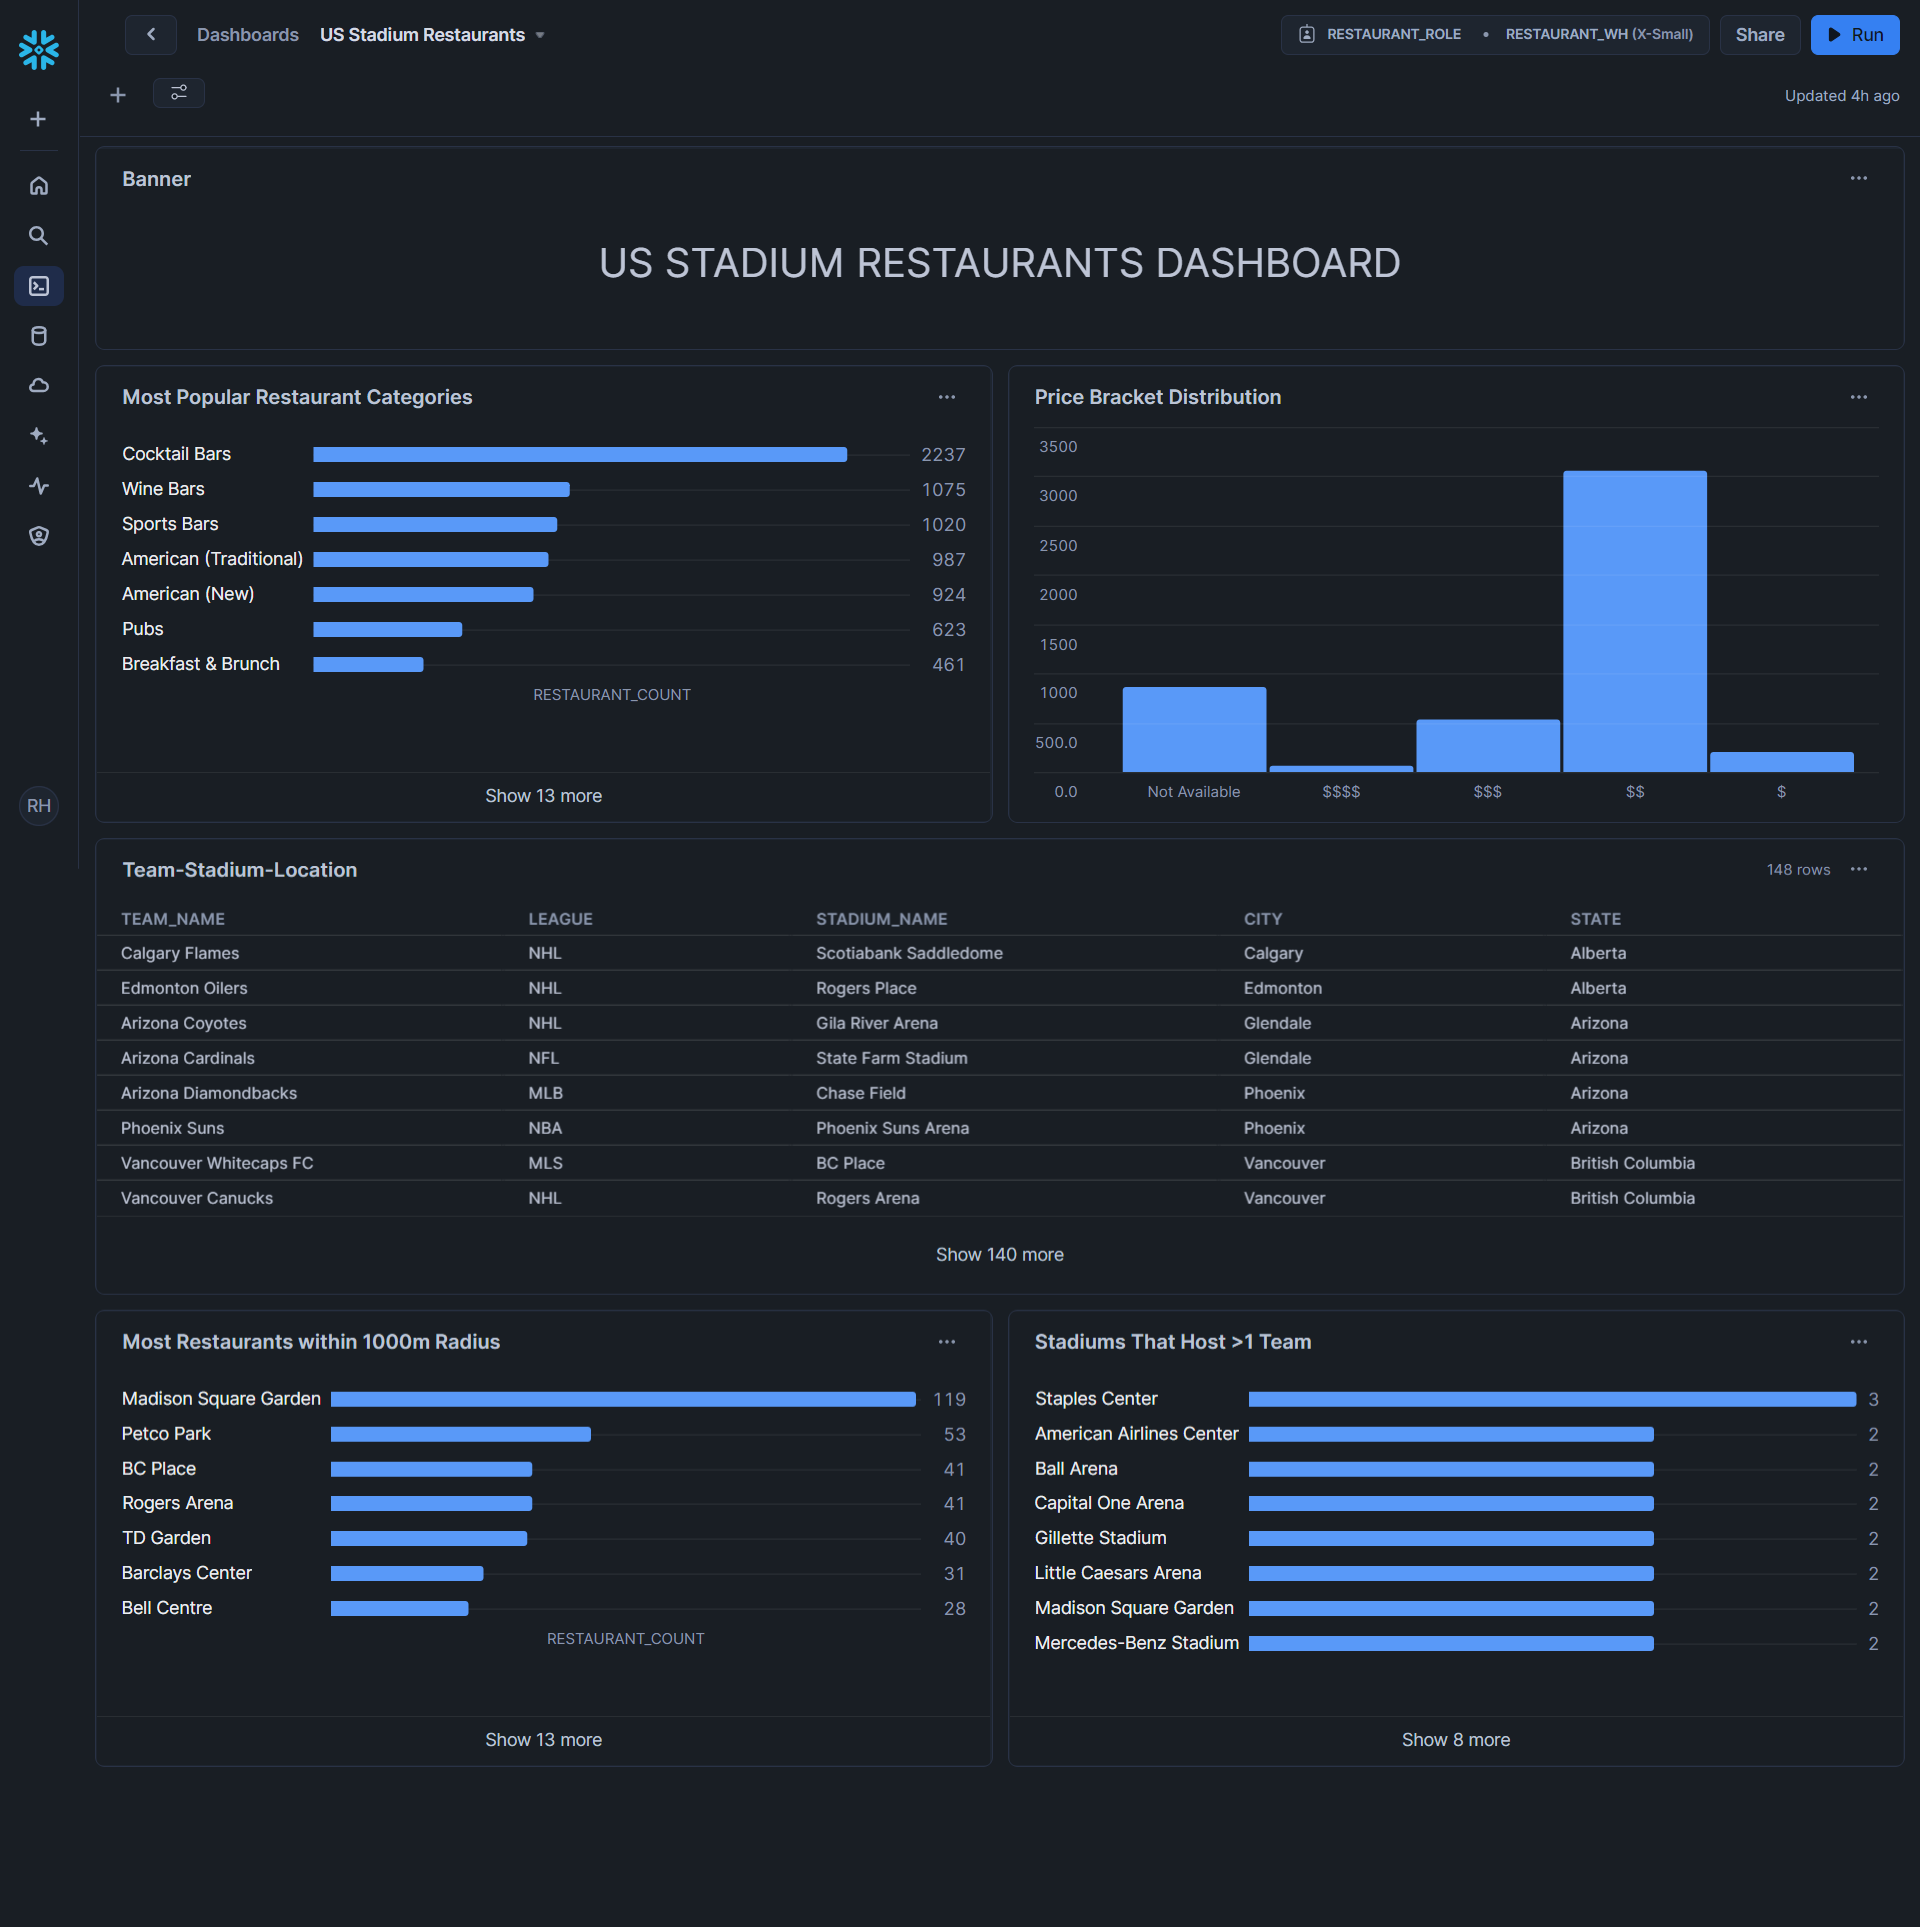 Dashboards US Stadium Restaurants
RESTAURANT_ROLE • RESTAURANT_WH (X-Small)
Share
Run
Updated 4h ago
Banner
US STADIUM RESTAURANTS DASHBOARD
Most Popular Restaurant Categories
Cocktail Bars 2237
Wine Bars 1075
Sports Bars 1020
American (Traditional) 987
American (New) 924
Pubs 623
Breakfast & Brunch 461
RESTAURANT_COUNT
Show 13 more
Price Bracket Distribution
3500
3000
2500
2000
1500
1000
500.0
0.0
Not Available $$$$ $$$ $$ $
RH
Team-Stadium-Location
148 rows
TEAM_NAME LEAGUE STADIUM_NAME CITY STATE
Calgary Flames NHL Scotiabank Saddledome Calgary Alberta
Edmonton Oilers NHL Rogers Place Edmonton Alberta
Arizona Coyotes NHL Gila River Arena Glendale Arizona
Arizona Cardinals NFL State Farm Stadium Glendale Arizona
Arizona Diamondbacks MLB Chase Field Phoenix Arizona
Phoenix Suns NBA Phoenix Suns Arena Phoenix Arizona
Vancouver Whitecaps FC MLS BC Place Vancouver British Columbia
Vancouver Canucks NHL Rogers Arena Vancouver British Columbia
Show 140 more
Most Restaurants within 1000m Radius
Madison Square Garden 119
Petco Park 53
BC Place 41
Rogers Arena 41
TD Garden 40
Barclays Center 31
Bell Centre 28
RESTAURANT_COUNT
Show 13 more
Stadiums That Host >1 Team
Staples Center 3
American Airlines Center 2
Ball Arena 2
Capital One Arena 2
Gillette Stadium 2
Little Caesars Arena 2
Madison Square Garden 2
Mercedes-Benz Stadium 2
Show 8 more